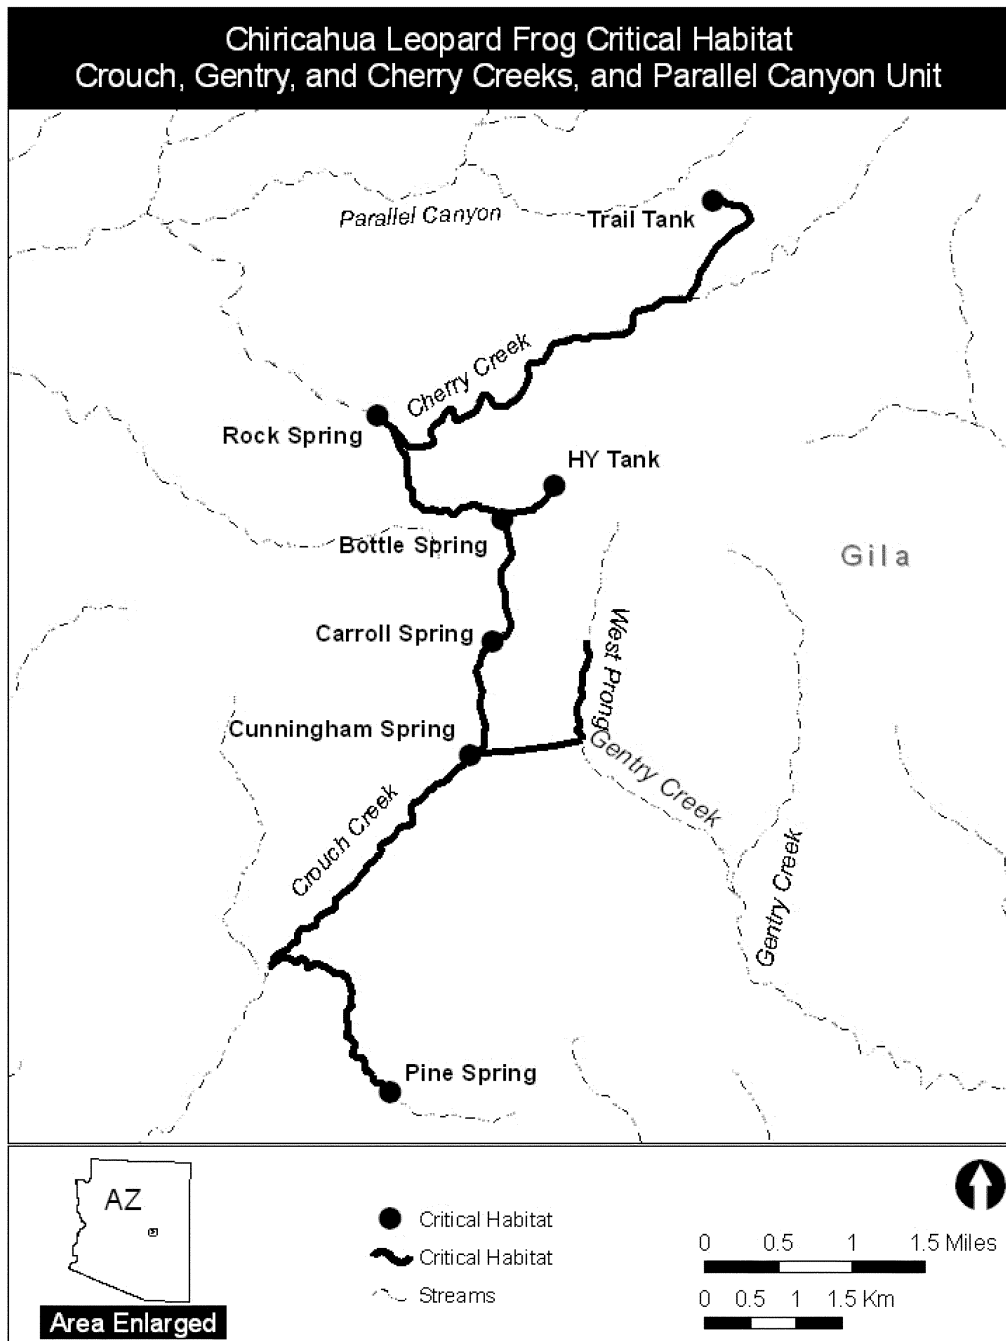 Chiricahua Leopard Frog Critical Habitat
Crouch, Gentry, and Cherry Creeks, and Parallel Canyon Unit
Parallel Canyon
Trail Tank
Cherry Creek
Rock Spring
HY Tank
Bottle Spring
Gila
Carroll Spring
West Prong
Gentry Creek
Cunningham Spring
Crouch Creek
Gentry Creek
Pine Spring
AZ
Area Enlarged
Critical Habitat
Critical Habitat
Streams
0 0.5 1 1.5 Miles
0 0.5 1 1.5 Km